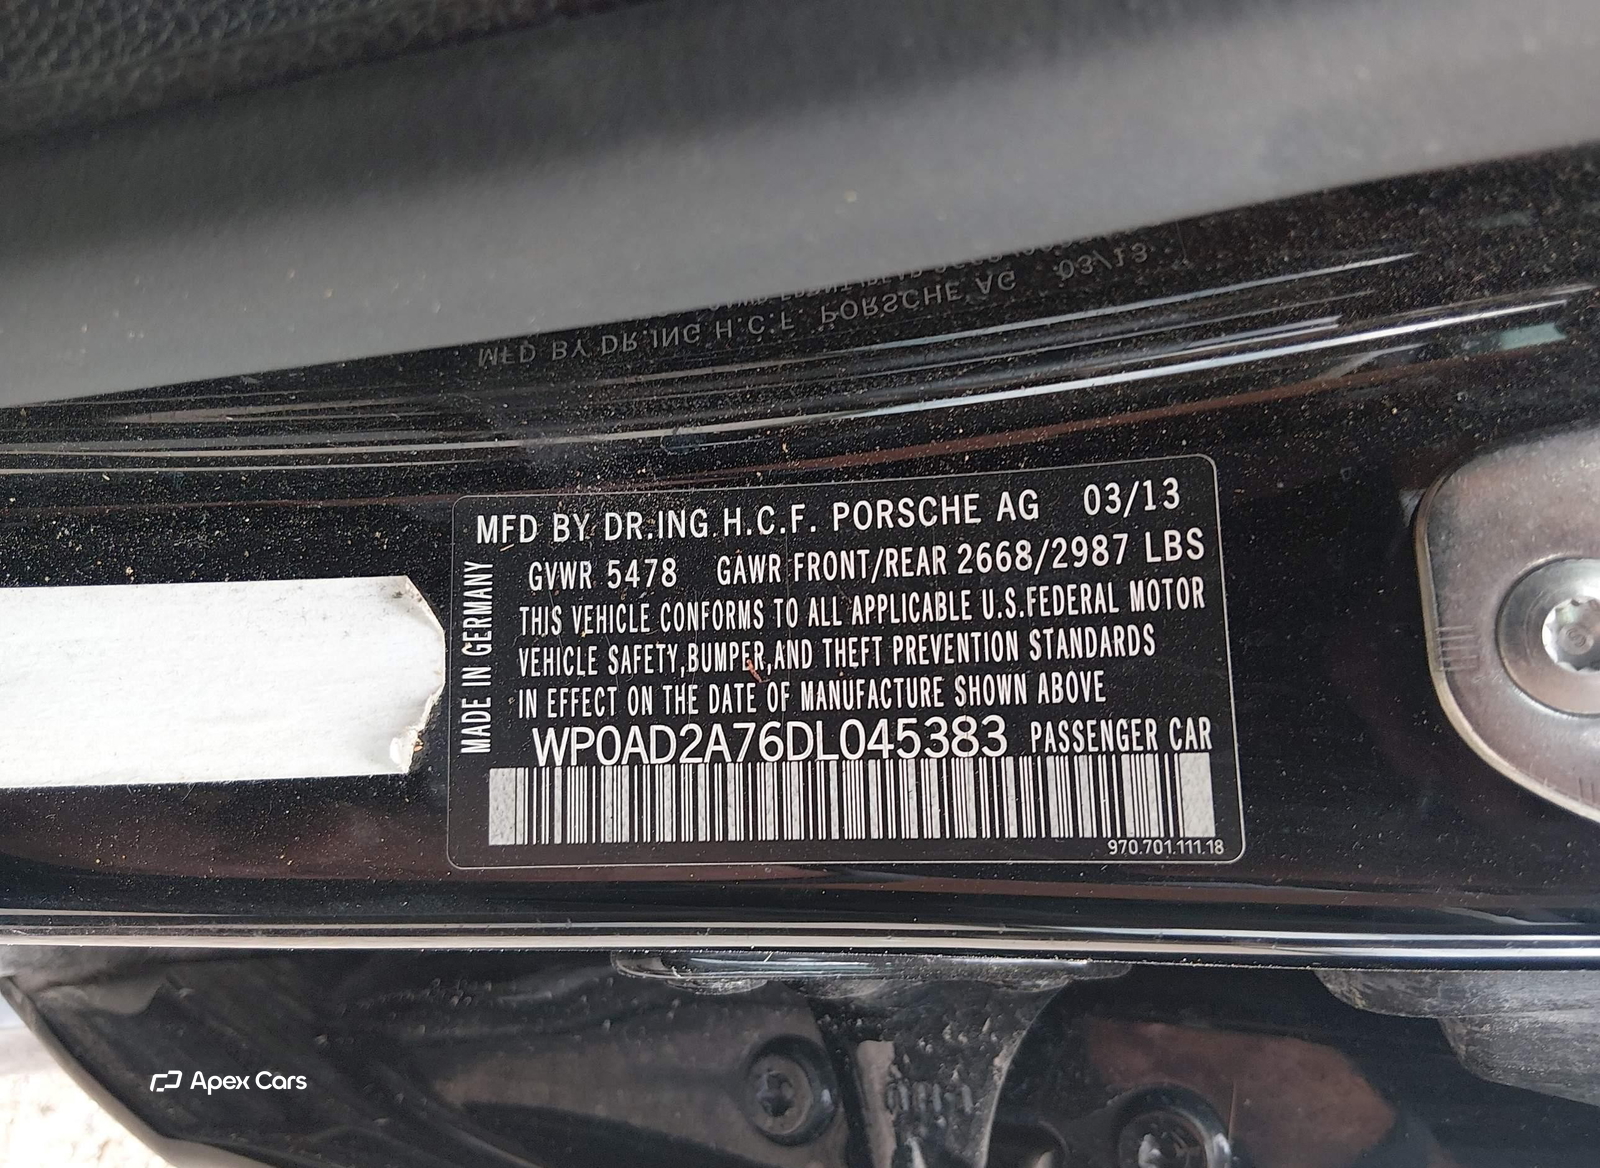 MFD BY DR.ING H.C.F. PORSCHE AG 03/13
MFD BY DR.ING H.C.F. PORSCHE AG 03/13
GVWR 5478 GAWR FRONT/REAR 2668/2987 LBS
THIS VEHICLE CONFORMS TO ALL APPLICABLE U.S.FEDERAL MOTOR
VEHICLE SAFETY,BUMPER,AND THEFT PREVENTION STANDARDS
IN EFFECT ON THE DATE OF MANUFACTURE SHOWN ABOVE
MADE IN GERMANY
WP0AD2A76DL045383 PASSENGER CAR
970.701.111.18
Apex Cars